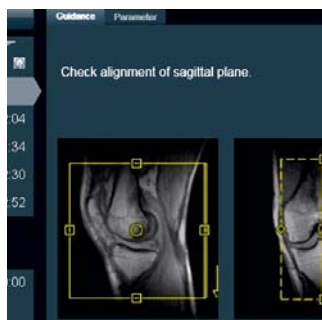 Guidance Parameter
Check alignment of sagittal plane.
:04
:34
:30
:52
:00